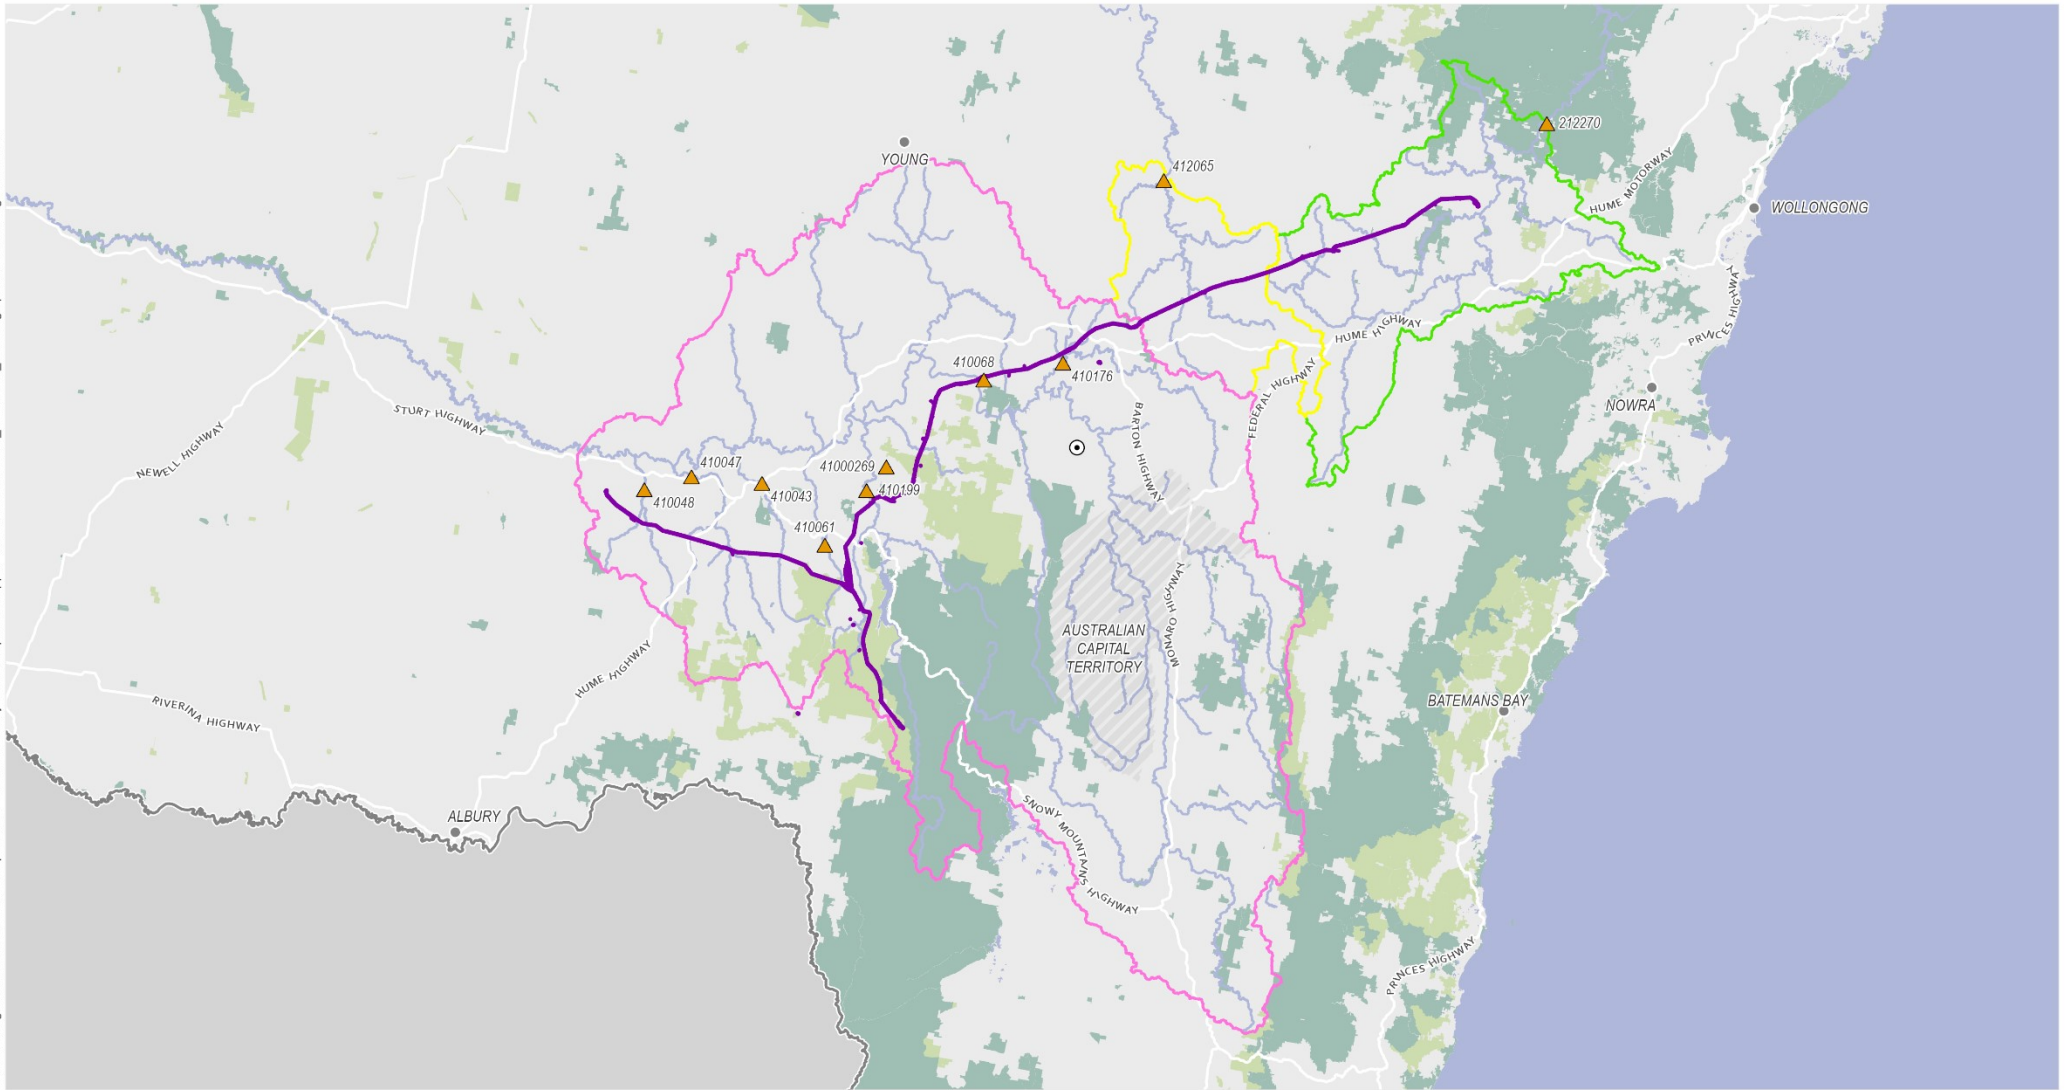 212270
YOUNG
412065
HUME MOTORWAY
WOLLONGONG
PRINCES HIGHWAY
HUME HIGHWAY
410068
410176
FEDERAL HIGHWAY
NOWRA
STURT HIGHWAY
BARTON HIGHWAY
NEWELL HIGHWAY
410047
41000269
410048
410043
410199
410061
MONARO HIGHWAY
AUSTRALIAN
CAPITAL
TERRITORY
HUME HIGHWAY
RIVERINA HIGHWAY
BATEMANS BAY
ALBURY
SNOWY MOUNTAINS HIGHWAY
PRINCES HIGHWAY